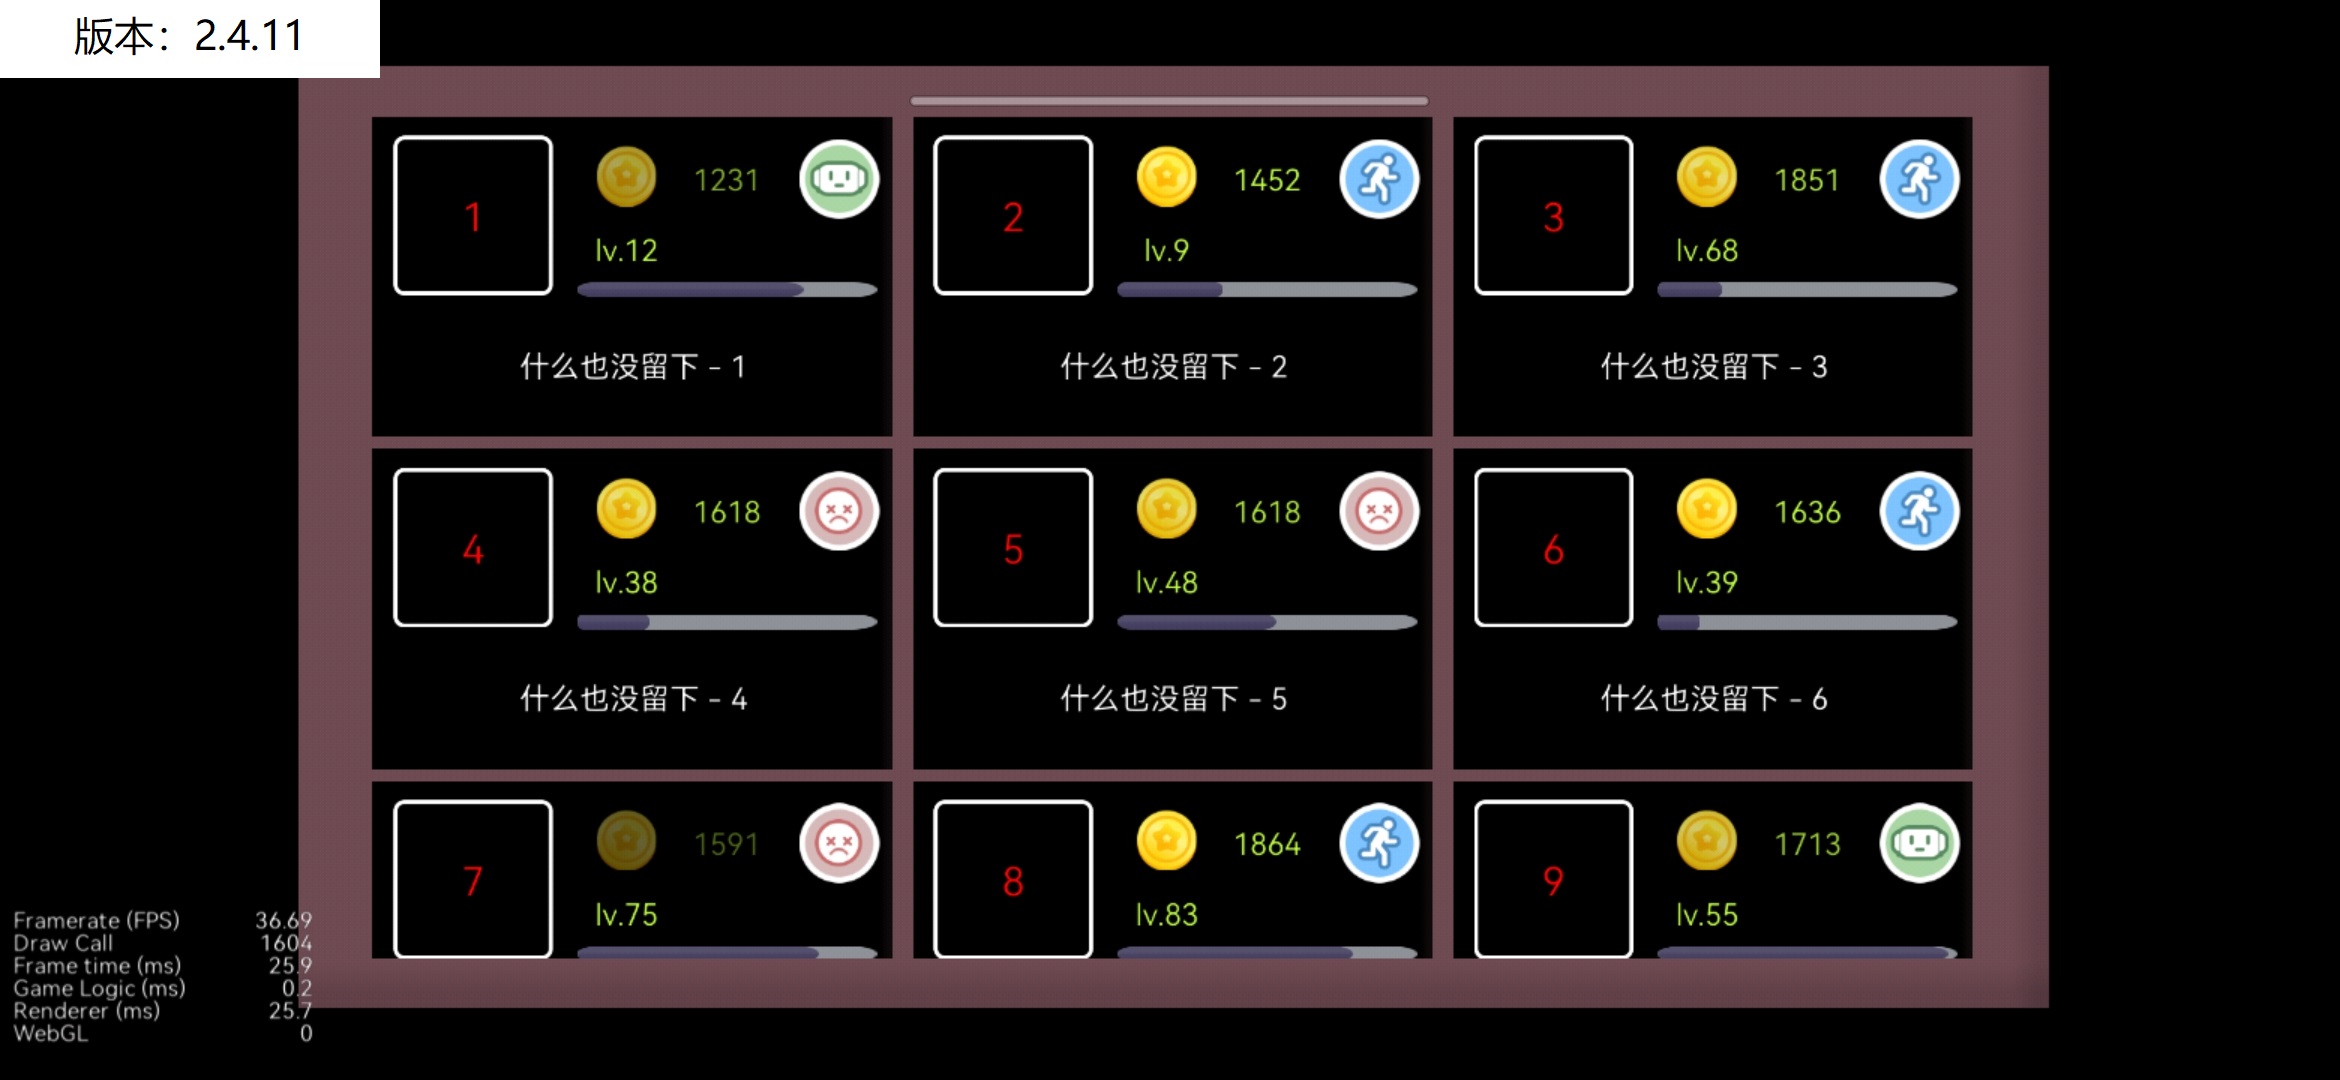 版本：2.4.11
1 1231 lv.12
什么也没留下 - 1
2 1452 lv.9
什么也没留下 - 2
3 1851 lv.68
什么也没留下 - 3
4 1618 lv.38
什么也没留下 - 4
5 1618 lv.48
什么也没留下 - 5
6 1636 lv.39
什么也没留下 - 6
7 1591 lv.75
8 1864 lv.83
9 1713 lv.55
Framerate (FPS) 36.69
Draw Call 1604
Frame time (ms) 25.9
Game Logic (ms) 0.2
Renderer (ms) 25.7
WebGL 0